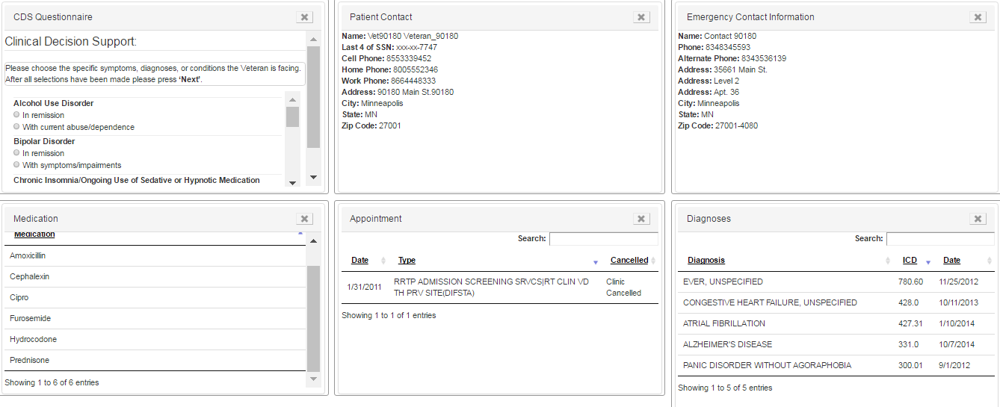 CDS Questionnaire
Clinical Decision Support:
Please choose the specific symptoms, diagnoses, or conditions the Veteran is facing.
After all selections have been made please press ‘Next’.
Alcohol Use Disorder
In remission
With current abuse/dependence
Bipolar Disorder
In remission
With symptoms/impairments
Chronic Insomnia/Ongoing Use of Sedative or Hypnotic Medication
Patient Contact
Name: Vet90180 Veteran_90180
Last 4 of SSN: xxx-xx-7747
Cell Phone: 8553339452
Home Phone: 8005552346
Work Phone: 8664448333
Address: 90180 Main St.90180
City: Minneapolis
State: MN
Zip Code: 27001
Emergency Contact Information
Name: Contact 90180
Phone: 8348345593
Alternate Phone: 8343536139
Address: 35661 Main St.
Address: Level 2
Address: Apt. 36
City: Minneapolis
State: MN
Zip Code: 27001-4080
Medication
Medication
Amoxicillin
Cephalexin
Cipro
Furosemide
Hydrocodone
Prednisone
Showing 1 to 6 of 6 entries
Appointment
Search:
Date Type Cancelled
1/31/2011 RRTP ADMISSION SCREENING SRVCS|RT CLIN VD Clinic
TH PRV SITE(DIFSTA) Cancelled
Showing 1 to 1 of 1 entries
Diagnoses
Search:
Diagnosis ICD Date
EVER, UNSPECIFIED 780.60 11/25/2012
CONGESTIVE HEART FAILURE, UNSPECIFIED 428.0 10/11/2013
ATRIAL FIBRILLATION 427.31 1/10/2014
ALZHEIMER'S DISEASE 331.0 10/7/2014
PANIC DISORDER WITHOUT AGORAPHOBIA 300.01 9/1/2012
Showing 1 to 5 of 5 entries